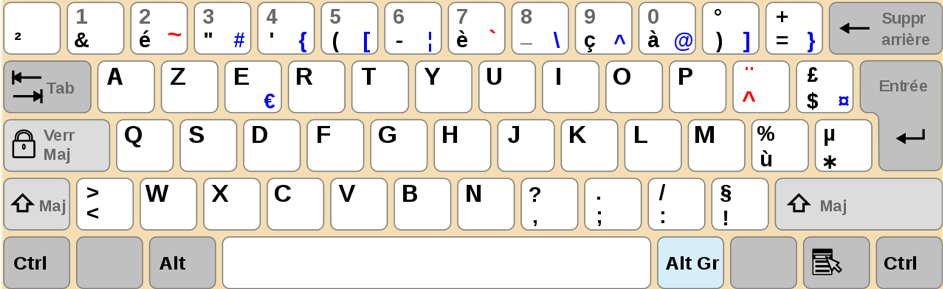 1 2 3 4 5 6 7 8 9 0 ° + Suppr
² & é ~ " # ' { ( [ - ¦ è ` _ \ ç ^ à @ ) ] = } arrière
Tab A Z E € R T Y U I O P ¨ ^ £ $ ¤ Entrée
Verr
Maj Q S D F G H J K L M % ù µ *
Maj > < W X C V B N ? , . ; / : § ! Maj
Ctrl Alt Alt Gr Ctrl